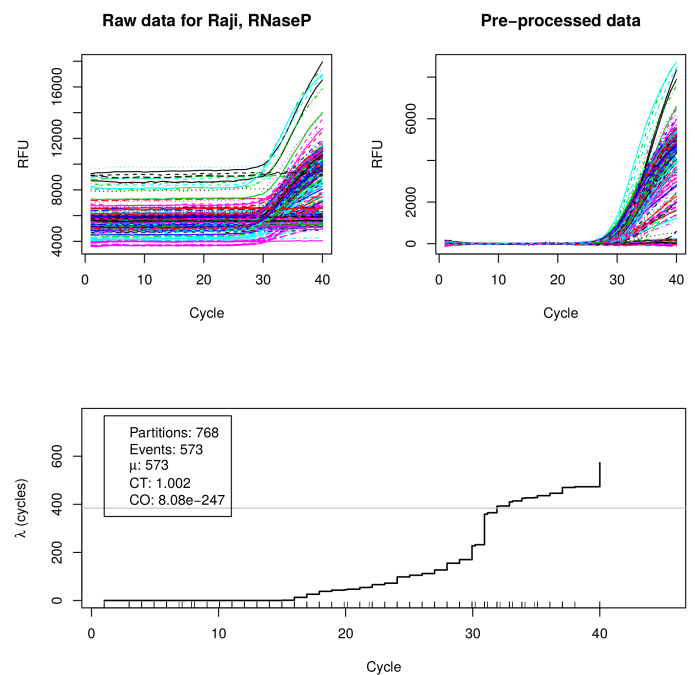 Raw data for Raji, RNaseP
Pre−processed data
RFU
4000 8000 12000 16000
0 10 20 30 40
Cycle
RFU
0 2000 6000
0 10 20 30 40
Cycle
λ (cycles)
0 200 400 600
Partitions: 768
Events: 573
μ: 573
CT: 1.002
CO: 8.08e−247
0 10 20 30 40
Cycle